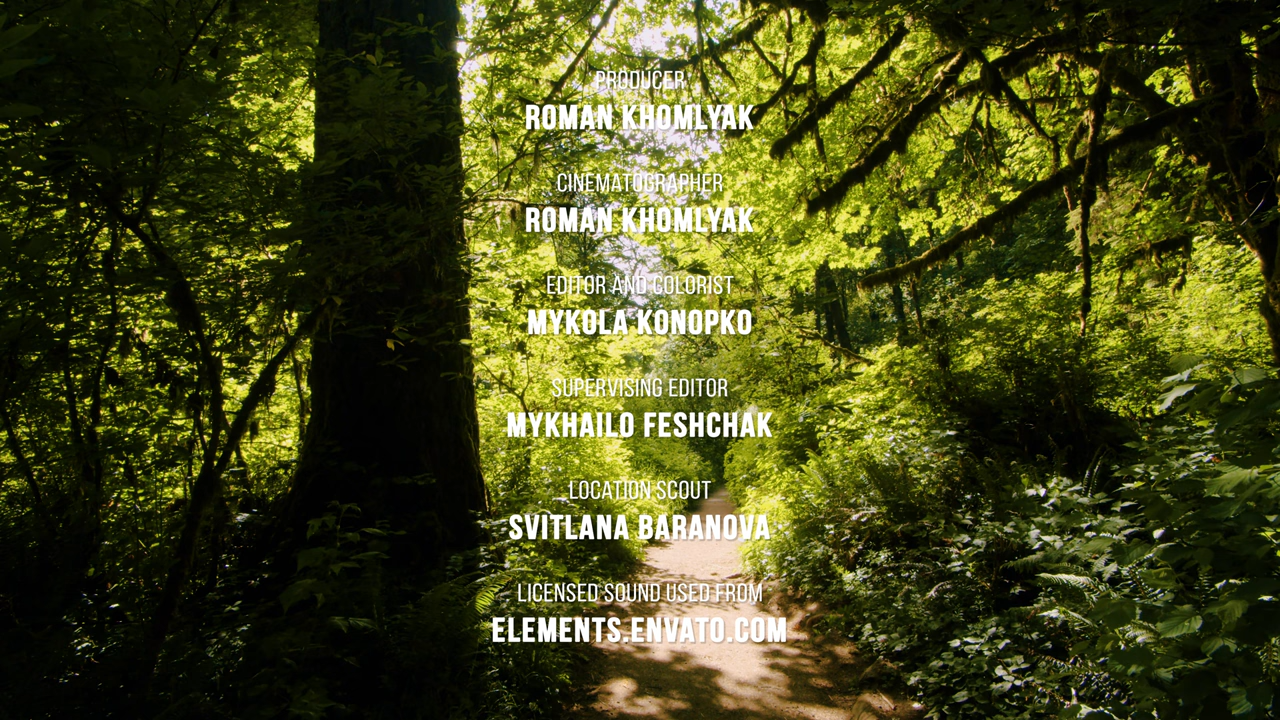 PRODUCER
ROMAN KHOMLYAK
CINEMATOGRAPHER
ROMAN KHOMLYAK
EDITOR AND COLORIST
MYKOLA KONOPKO
SUPERVISING EDITOR
MYKHAILO FESHCHAK
LOCATION SCOUT
SVITLANA BARANOVA
LICENSED SOUND USED FROM
ELEMENTS.ENVATO.COM